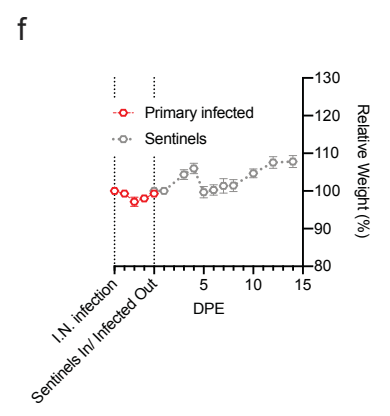 f
130
Primary infected
120
Sentinels
110
100
90
80
Relative Weight (%)
5
10
15
DPE
I.N. infection
Sentinels In/ Infected Out